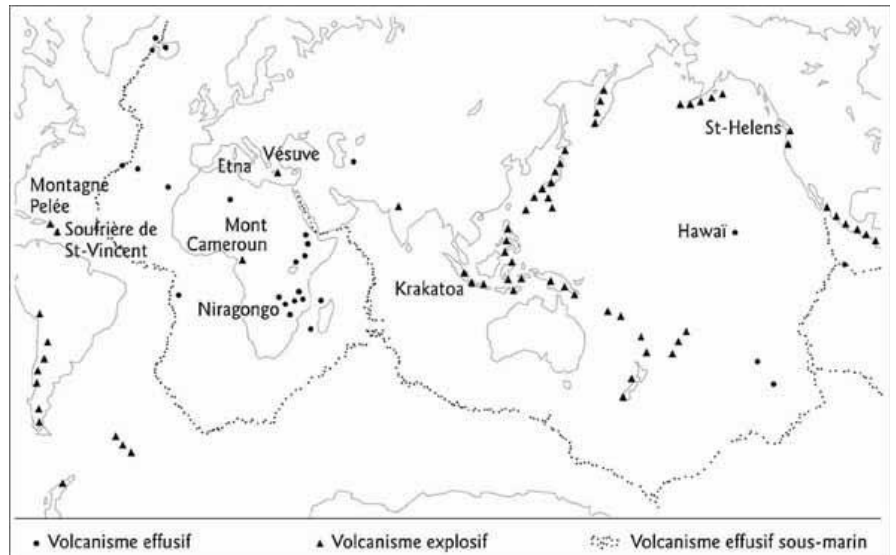 St-Helens
Vésuve
Etna
Montagne
Pelée
Soufrière de
St-Vincent
Mont
Cameroun
Hawaï
Krakatoa
Niragongo
Volcanisme effusif
Volcanisme explosif
Volcanisme effusif sous-marin